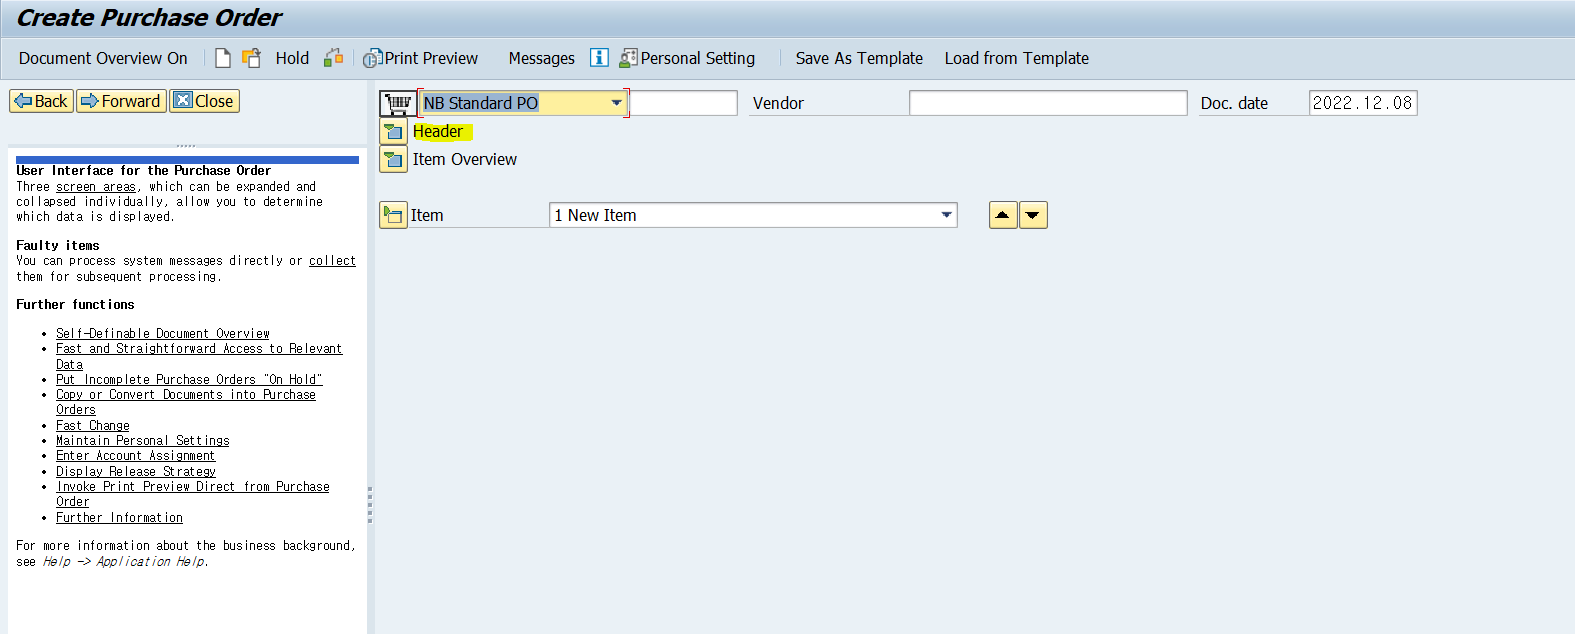 Create Purchase Order
Document Overview On Hold Print Preview Messages Personal Setting Save As Template Load from Template
Back Forward Close
User Interface for the Purchase Order
Three screen areas, which can be expanded and
collapsed individually, allow you to determine
which data is displayed.
Faulty items
You can process system messages directly or collect
them for subsequent processing.
Further functions
• Self-Definable Document Overview
• Fast and Straightforward Access to Relevant
Data
• Put Incomplete Purchase Orders "On Hold"
• Copy or Convert Documents into Purchase
Orders
• Fast Change
• Maintain Personal Settings
• Enter Account Assignment
• Display Release Strategy
• Invoke Print Preview Direct from Purchase
Order
• Further Information
For more information about the business background,
see Help -> Application Help.
NB Standard PO Vendor Doc. date 2022.12.08
Header
Item Overview
Item 1 New Item